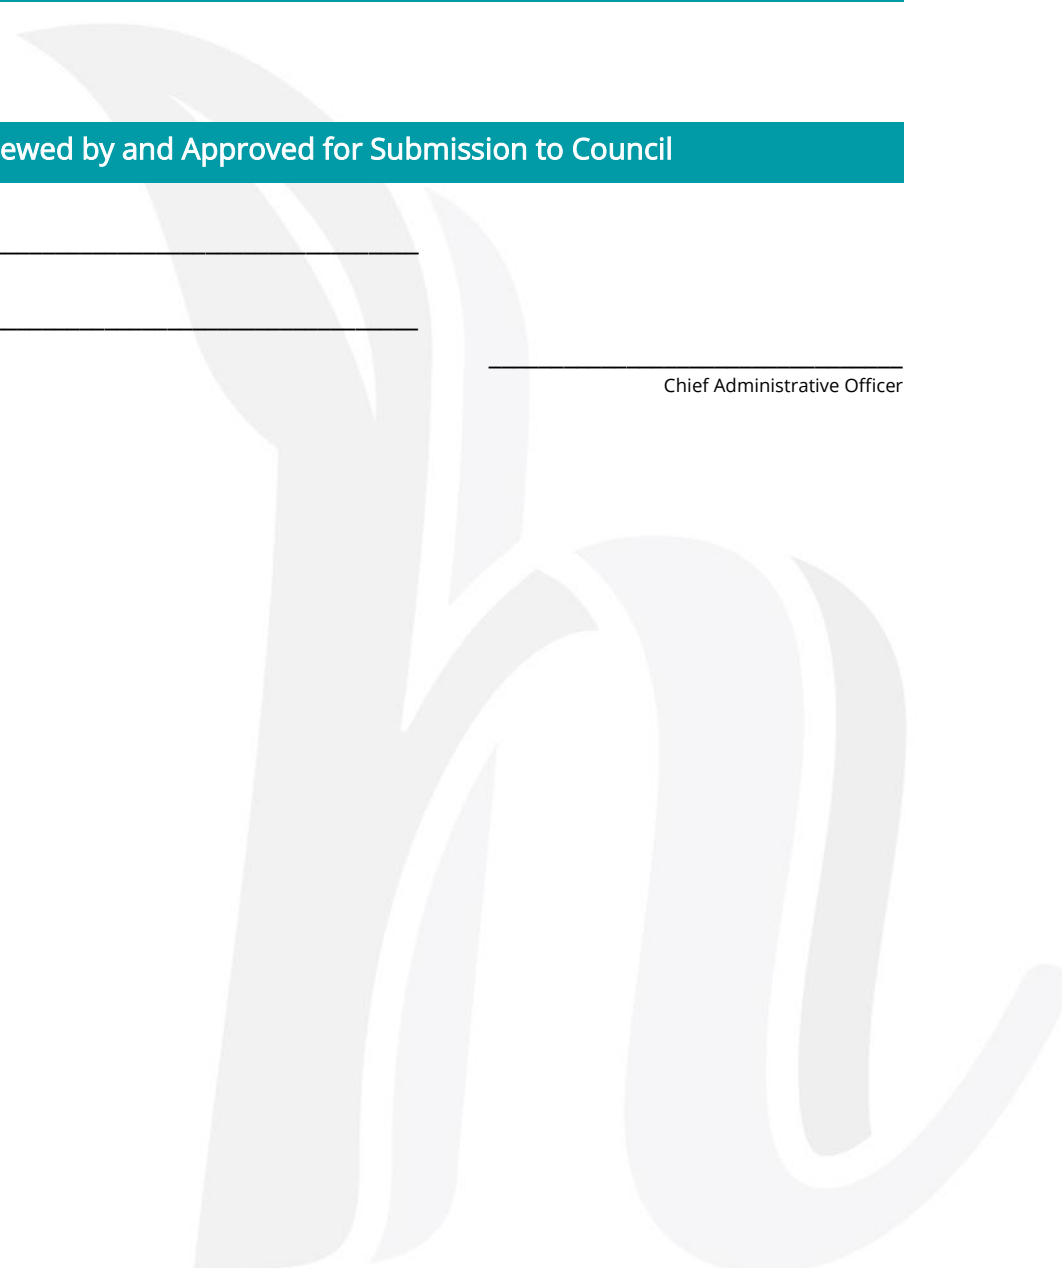 ewed by and Approved for Submission to Council
Chief Administrative Officer